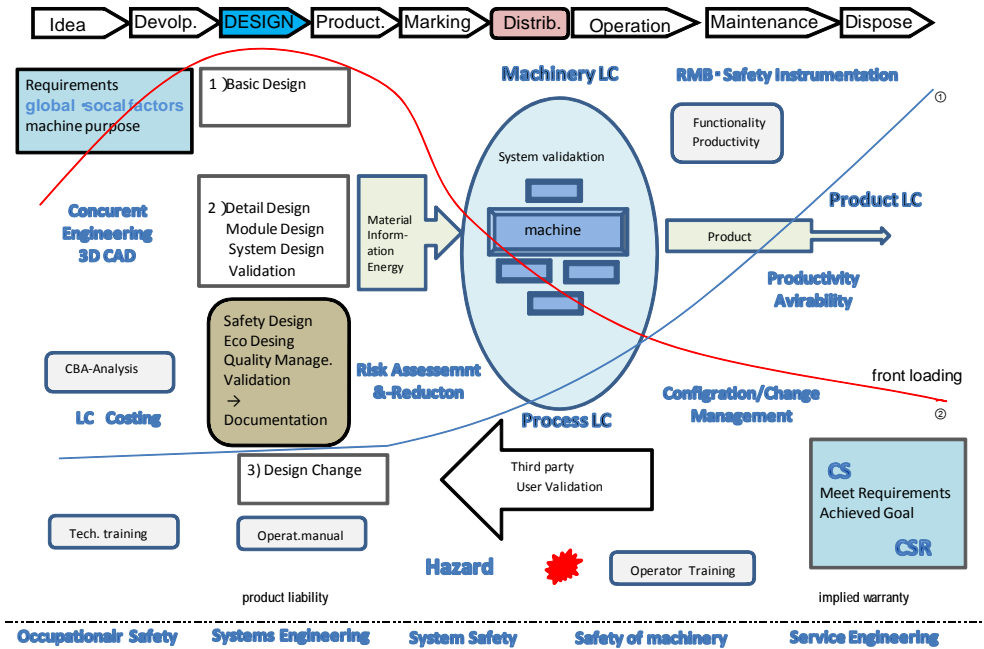 Idea
Devolp.
DESIGN
Product.
Marking
Distrib.
Operation
Maintenance
Dispose
Requirements
global •socalfactors
machine purpose
1 )Basic Design
Machinery LC
RMB・Safety Instrumentation
①
Functionality
Productivity
System validaktion
2 )Detail Design
Module Design
System Design
Validation
Material
Infor-m-
ation
Energy
machine
Product LC
Product
Concurent
Engineering
3D CAD
Productivity
Avirability
Safety Design
Eco Desing
Quality Manage.
Validation
→
Documentation
CBA-Analysis
Risk Assessemnt
&-Reducton
front loading
LC Costing
Process LC
Configration/Change
Management
②
3) Design Change
Third party
User Validation
CS
Meet Requirements
Achieved Goal
CSR
Tech. training
Operat.manual
Hazard
Operator Training
product liability
implied warranty
Occupationair Safety
Systems Engineering
System Safety
Safety of machinery
Service Engineering